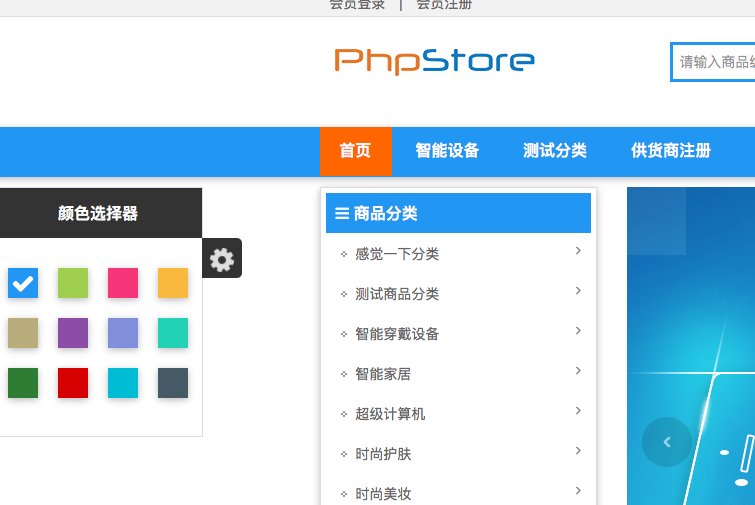 会员登录 | 会员注册
PhpStore
请输入商品
首页 智能设备 测试分类 供货商注册
颜色选择器
商品分类
感觉一下分类
测试商品分类
智能穿戴设备
智能家居
超级计算机
时尚护肤
时尚美妆